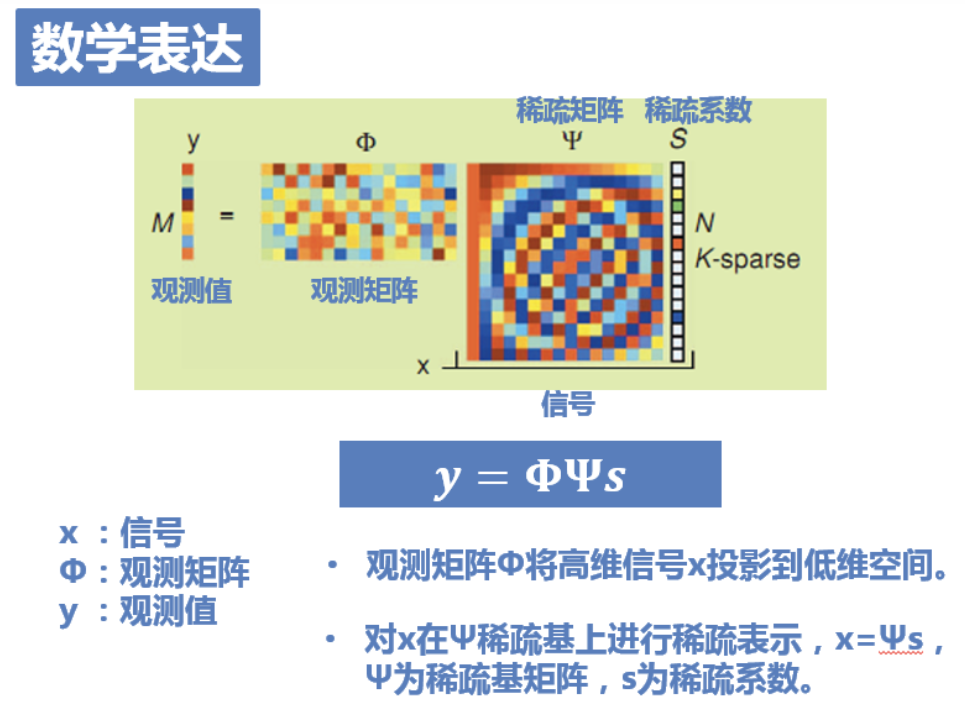 数学表达
稀疏矩阵 稀疏系数
y Φ Ψ S
M = N
K-sparse
观测值 观测矩阵
x
信号
y = ΦΨs
x ：信号
Φ：观测矩阵
y ：观测值
• 观测矩阵Φ将高维信号x投影到低维空间。
• 对x在Ψ稀疏基上进行稀疏表示，x=Ψs，
Ψ为稀疏基矩阵，s为稀疏系数。